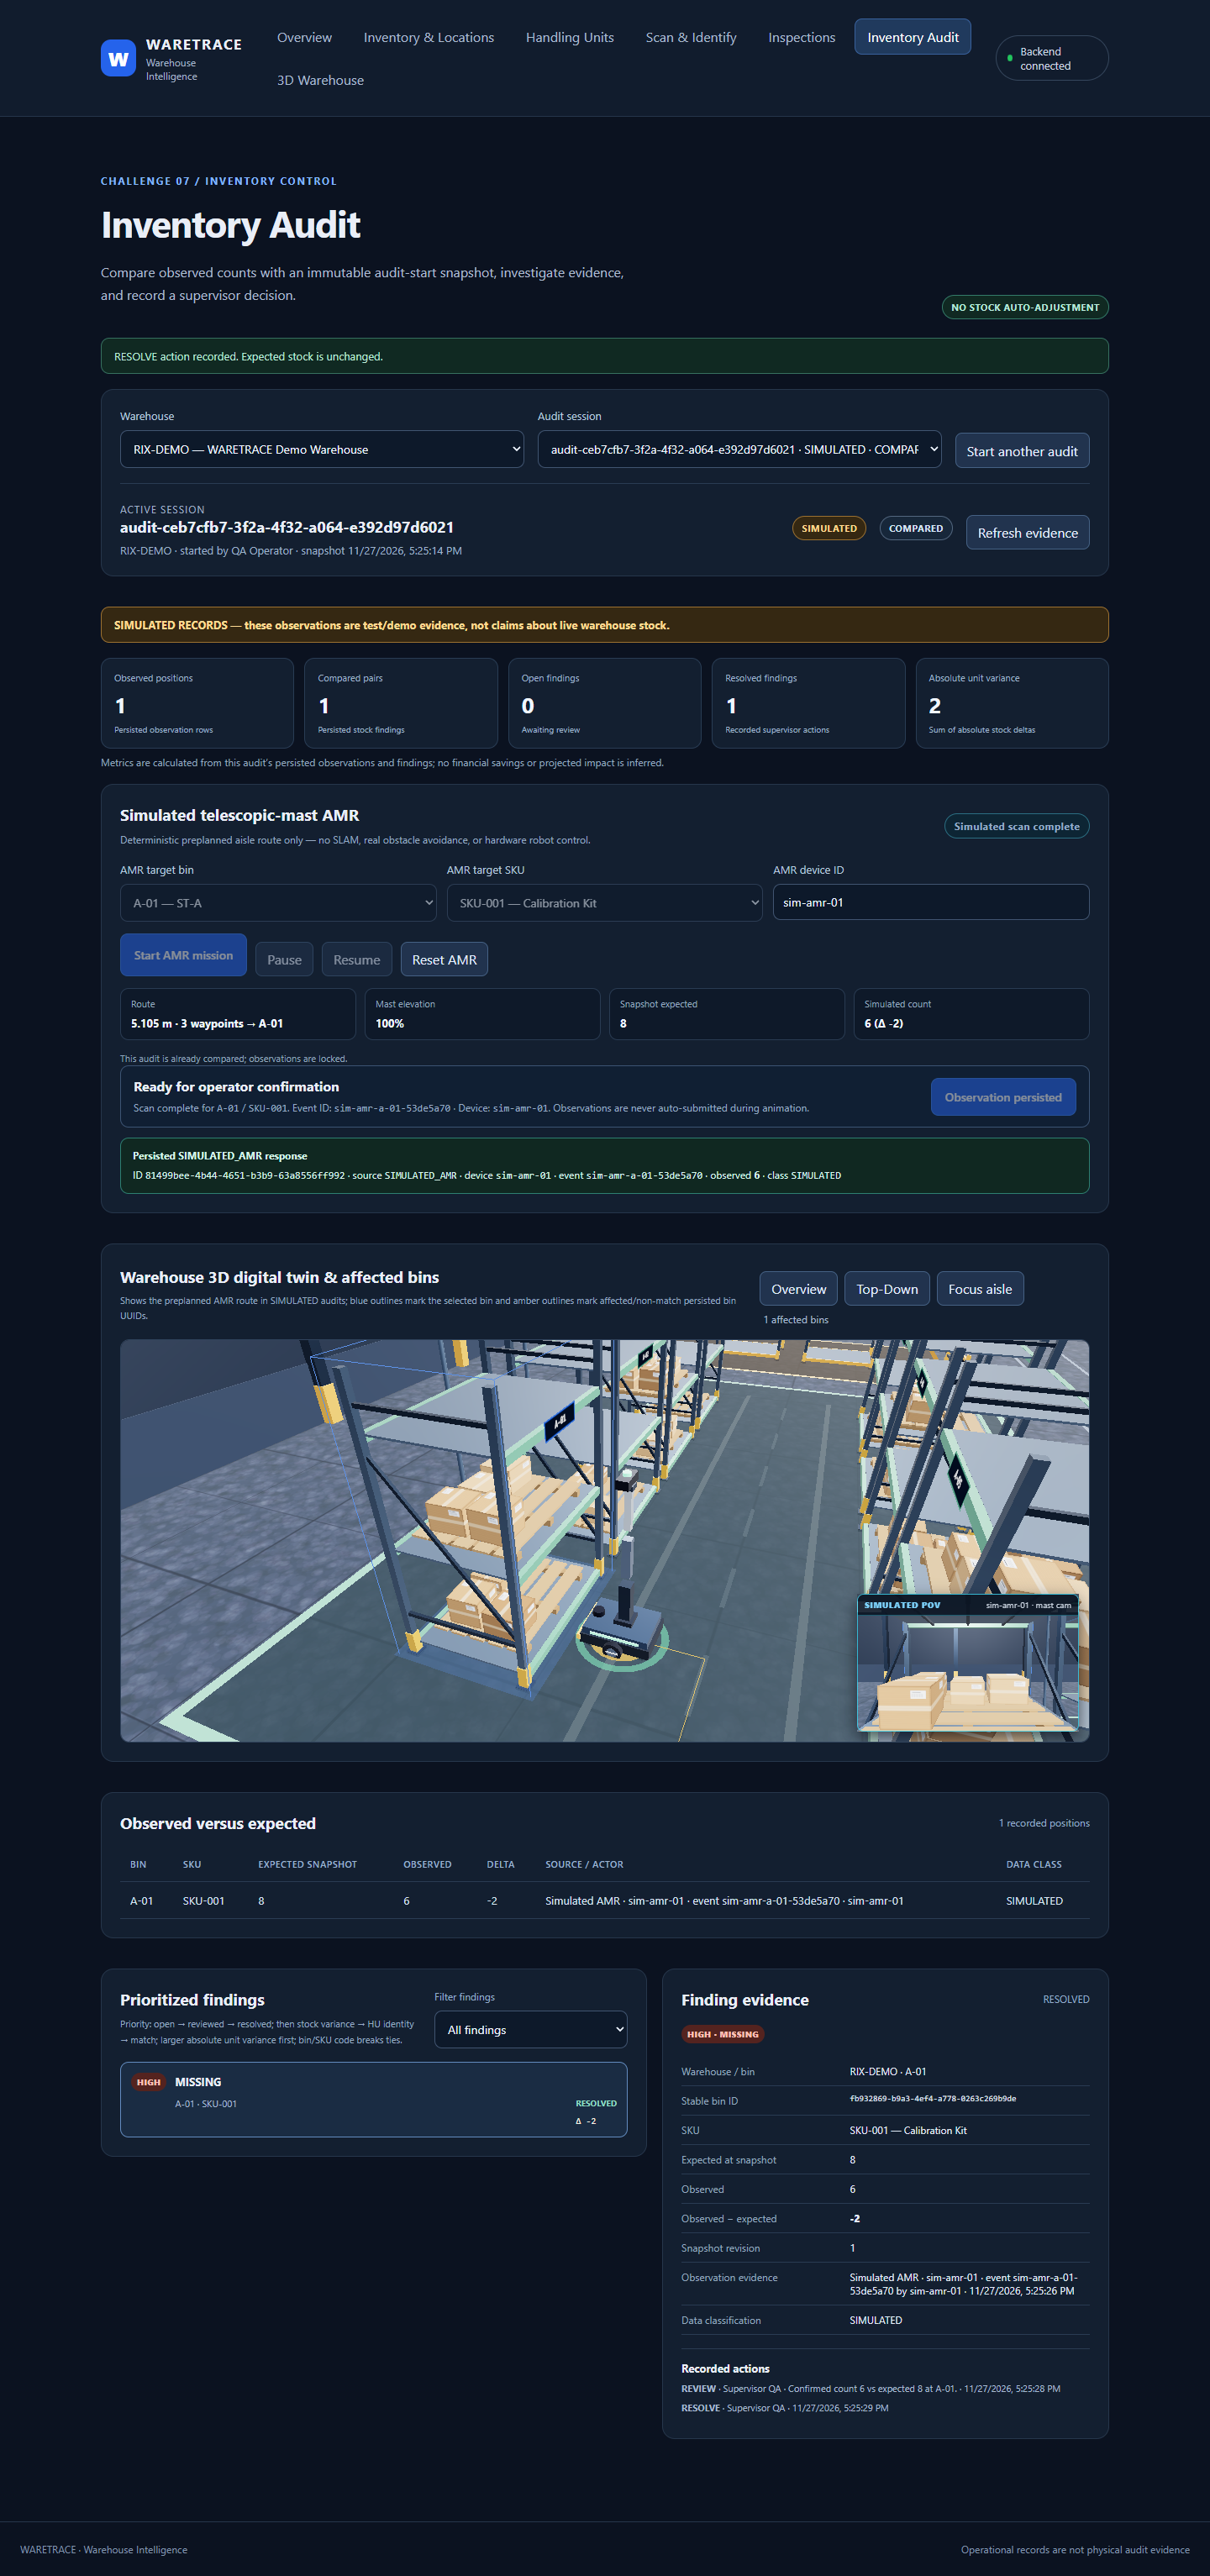 W
WARETRACE
Warehouse
Intelligence
Overview
Inventory & Locations
Handling Units
Scan & Identify
Inspections
Inventory Audit
3D Warehouse
Backend
connected
CHALLENGE 07 / INVENTORY CONTROL
Inventory Audit
Compare observed counts with an immutable audit-start snapshot, investigate evidence,
and record a supervisor decision.
NO STOCK AUTO-ADJUSTMENT
RESOLVE action recorded. Expected stock is unchanged.
Warehouse
Audit session
RIX-DEMO — WARETRACE Demo Warehouse
audit-ceb7cfb7-3f2a-4f32-a064-e392d97d6021 · SIMULATED · COMPAR
Start another audit
ACTIVE SESSION
audit-ceb7cfb7-3f2a-4f32-a064-e392d97d6021
RIX-DEMO · started by QA Operator · snapshot 11/27/2026, 5:25:14 PM
SIMULATED
COMPARED
Refresh evidence
SIMULATED RECORDS — these observations are test/demo evidence, not claims about live warehouse stock.
Observed positions
1
Persisted observation rows
Compared pairs
1
Persisted stock findings
Open findings
0
Awaiting review
Resolved findings
1
Recorded supervisor actions
Absolute unit variance
2
Sum of absolute stock deltas
Metrics are calculated from this audit's persisted observations and findings; no financial savings or projected impact is inferred.
Simulated telescopic-mast AMR
Deterministic preplanned aisle route only — no SLAM, real obstacle avoidance, or hardware robot control.
Simulated scan complete
AMR target bin
AMR target SKU
AMR device ID
A-01 — ST-A
SKU-001 — Calibration Kit
sim-amr-01
Start AMR mission
Pause
Resume
Reset AMR
Route
5.105 m · 3 waypoints → A-01
Mast elevation
100%
Snapshot expected
8
Simulated count
6 (Δ -2)
This audit is already compared; observations are locked.
Ready for operator confirmation
Scan complete for A-01 / SKU-001. Event ID: sim-amr-a-01-53de5a70 · Device: sim-amr-01. Observations are never auto-submitted during animation.
Observation persisted
Persisted SIMULATED_AMR response
ID 81499bee-4b44-4651-b3b9-63a8556ff992 · source SIMULATED_AMR · device sim-amr-01 · event sim-amr-a-01-53de5a70 · observed 6 · class SIMULATED
Warehouse 3D digital twin & affected bins
Shows the preplanned AMR route in SIMULATED audits; blue outlines mark the selected bin and amber outlines mark affected/non-match persisted bin
UUIDs.
Overview
Top-Down
Focus aisle
1 affected bins
A-01
SIMULATED POV
sim-amr-01 · mast cam
Observed versus expected
1 recorded positions
BIN
SKU
EXPECTED SNAPSHOT
OBSERVED
DELTA
SOURCE / ACTOR
DATA CLASS
A-01
SKU-001
8
6
-2
Simulated AMR · sim-amr-01 · event sim-amr-a-01-53de5a70 · sim-amr-01
SIMULATED
Prioritized findings
Priority: open → reviewed → resolved; then stock variance → HU identity
→ match; larger absolute unit variance first; bin/SKU code breaks ties.
Filter findings
All findings
HIGH
MISSING
A-01 · SKU-001
RESOLVED
Δ -2
Finding evidence
RESOLVED
HIGH · MISSING
Warehouse / bin
RIX-DEMO · A-01
Stable bin ID
fb932869-b9a3-4ef4-a778-0263c269b9de
SKU
SKU-001 — Calibration Kit
Expected at snapshot
8
Observed
6
Observed − expected
-2
Snapshot revision
1
Observation evidence
Simulated AMR · sim-amr-01 · event sim-amr-a-01-
53de5a70 by sim-amr-01 · 11/27/2026, 5:25:26 PM
Data classification
SIMULATED
Recorded actions
REVIEW · Supervisor QA · Confirmed count 6 vs expected 8 at A-01. · 11/27/2026, 5:25:28 PM
RESOLVE · Supervisor QA · 11/27/2026, 5:25:29 PM
WARETRACE · Warehouse Intelligence
Operational records are not physical audit evidence